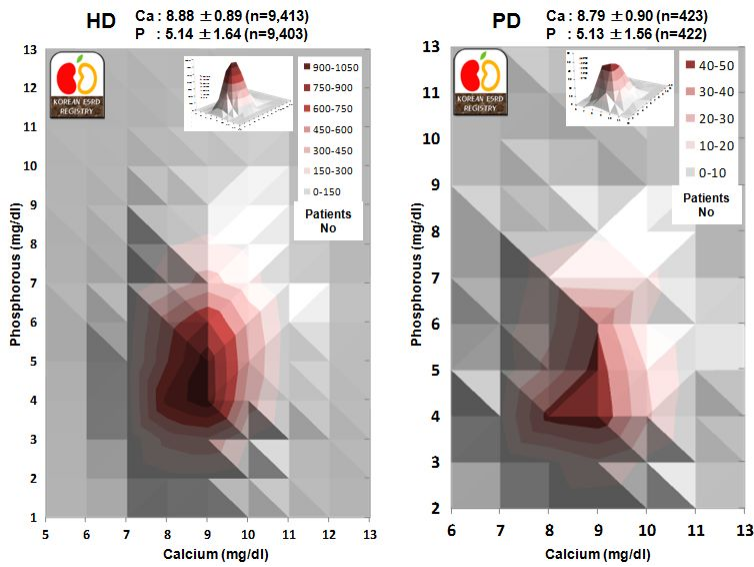 HD
Ca : 8.88 ±0.89 (n=9,413)
P : 5.14 ±1.64 (n=9,403)
13
12
11
10
9
8
7
6
5
4
3
2
1
Phosphorous (mg/dl)
KOREAN ESRD
REGISTRY
900-1050
750-900
600-750
450-600
300-450
150-300
0-150
Patients
No
5 6 7 8 9 10 11 12 13
Calcium (mg/dl)
PD
Ca : 8.79 ±0.90 (n=423)
P : 5.13 ±1.56 (n=422)
13
12
11
10
9
8
7
6
5
4
3
2
Phosphorous (mg/dl)
KOREAN ESRD
REGISTRY
40-50
30-40
20-30
10-20
0-10
Patients
No
6 7 8 9 10 11 12 13
Calcium (mg/dl)